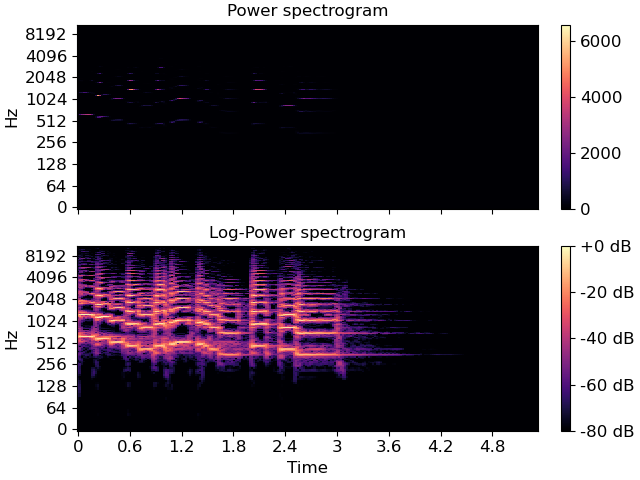 Power spectrogram
8192
4096
2048
1024
512
256
128
64
0
Hz
6000
4000
2000
0
Log-Power spectrogram
8192
4096
2048
1024
512
256
128
64
0
Hz
0 0.6 1.2 1.8 2.4 3 3.6 4.2 4.8
Time
+0 dB
-20 dB
-40 dB
-60 dB
-80 dB